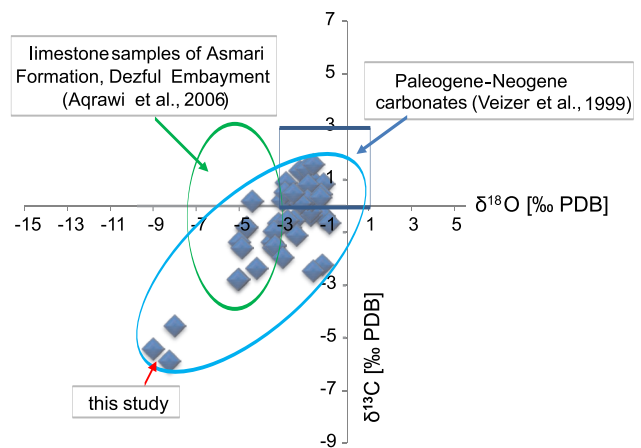 limestone samples of Asmari
Formation, Dezful Embayment
(Aqrawi et al., 2006)
Paleogene-Neogene
carbonates (Veizer et al., 1999)
7
5
3
1
-15 -13 -11 -9 -7 -5 -3 -1 1 3 5
δ18O [‰ PDB]
-3
-5
-7
-9
δ13C [‰ PDB]
this study